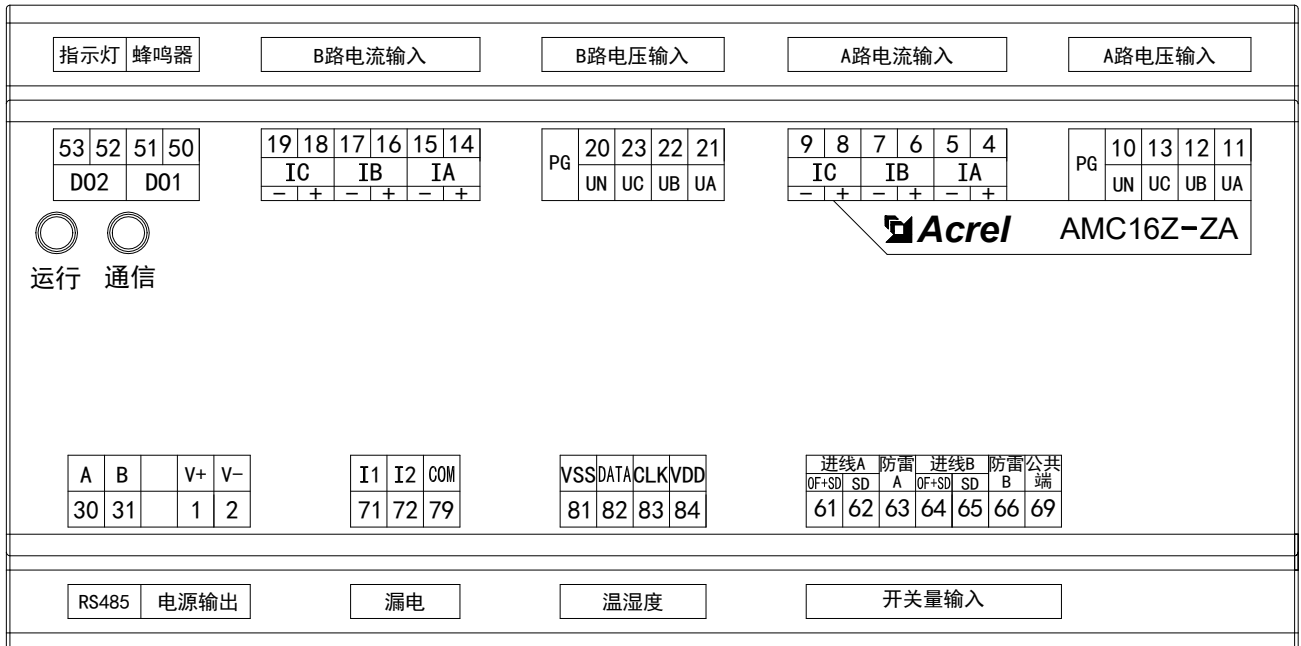 指示灯 蜂鸣器 B路电流输入 B路电压输入 A路电流输入 A路电压输入
53 52 51 50 19 18 17 16 15 14 PG 20 23 22 21 9 8 7 6 5 4 PG 10 13 12 11
DO2 DO1 IC IB IA UN UC UB UA IC IB IA UN UC UB UA
- + - + - + - + - + - +
Acrel AMC16Z-ZA
运行 通信
A B V+ V- I1 I2 COM VSS DATA CLK VDD 进线A 防雷A 进线B 防雷B 公共端
OF+SD SD OF+SD SD
30 31 1 2 71 72 79 81 82 83 84 61 62 63 64 65 66 69
RS485 电源输出 漏电 温湿度 开关量输入